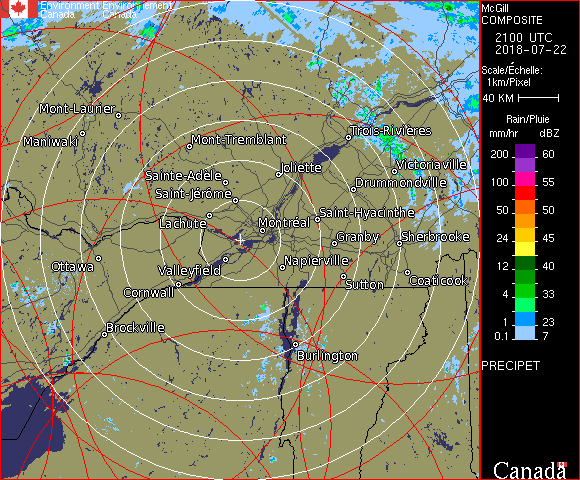 Environment Environnement
Canada Canada
McGill
COMPOSITE
2100 UTC
2018-07-22
Scale/Échelle:
1km/Pixel
40 KM
Rain/Pluie
mm/hr dBZ
200 60
100 55
50 50
24 45
12 40
4 33
1 23
0.1 7
PRECIPET
Canada
Mont-Laurier
Maniwaki
Mont-Tremblant
Trois-Rivières
Sainte-Adèle
Joliette
Victoriaville
Saint-Jérôme
Drummondville
Lachute
Montréal
Saint-Hyacinthe
Granby
Sherbrooke
Ottawa
Valleyfield
Napierville
Cornwall
Sutton
Coaticook
Brockville
Burlington